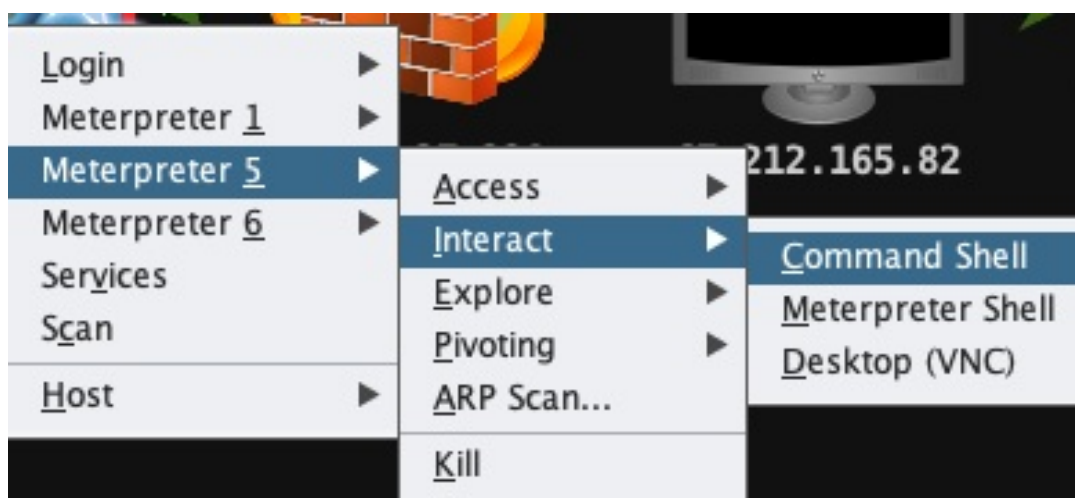 Login
Meterpreter 1
Meterpreter 5
Meterpreter 6
Services
Scan
Host
Access
Interact
Explore
Pivoting
ARP Scan...
Kill
212.165.82
Command Shell
Meterpreter Shell
Desktop (VNC)